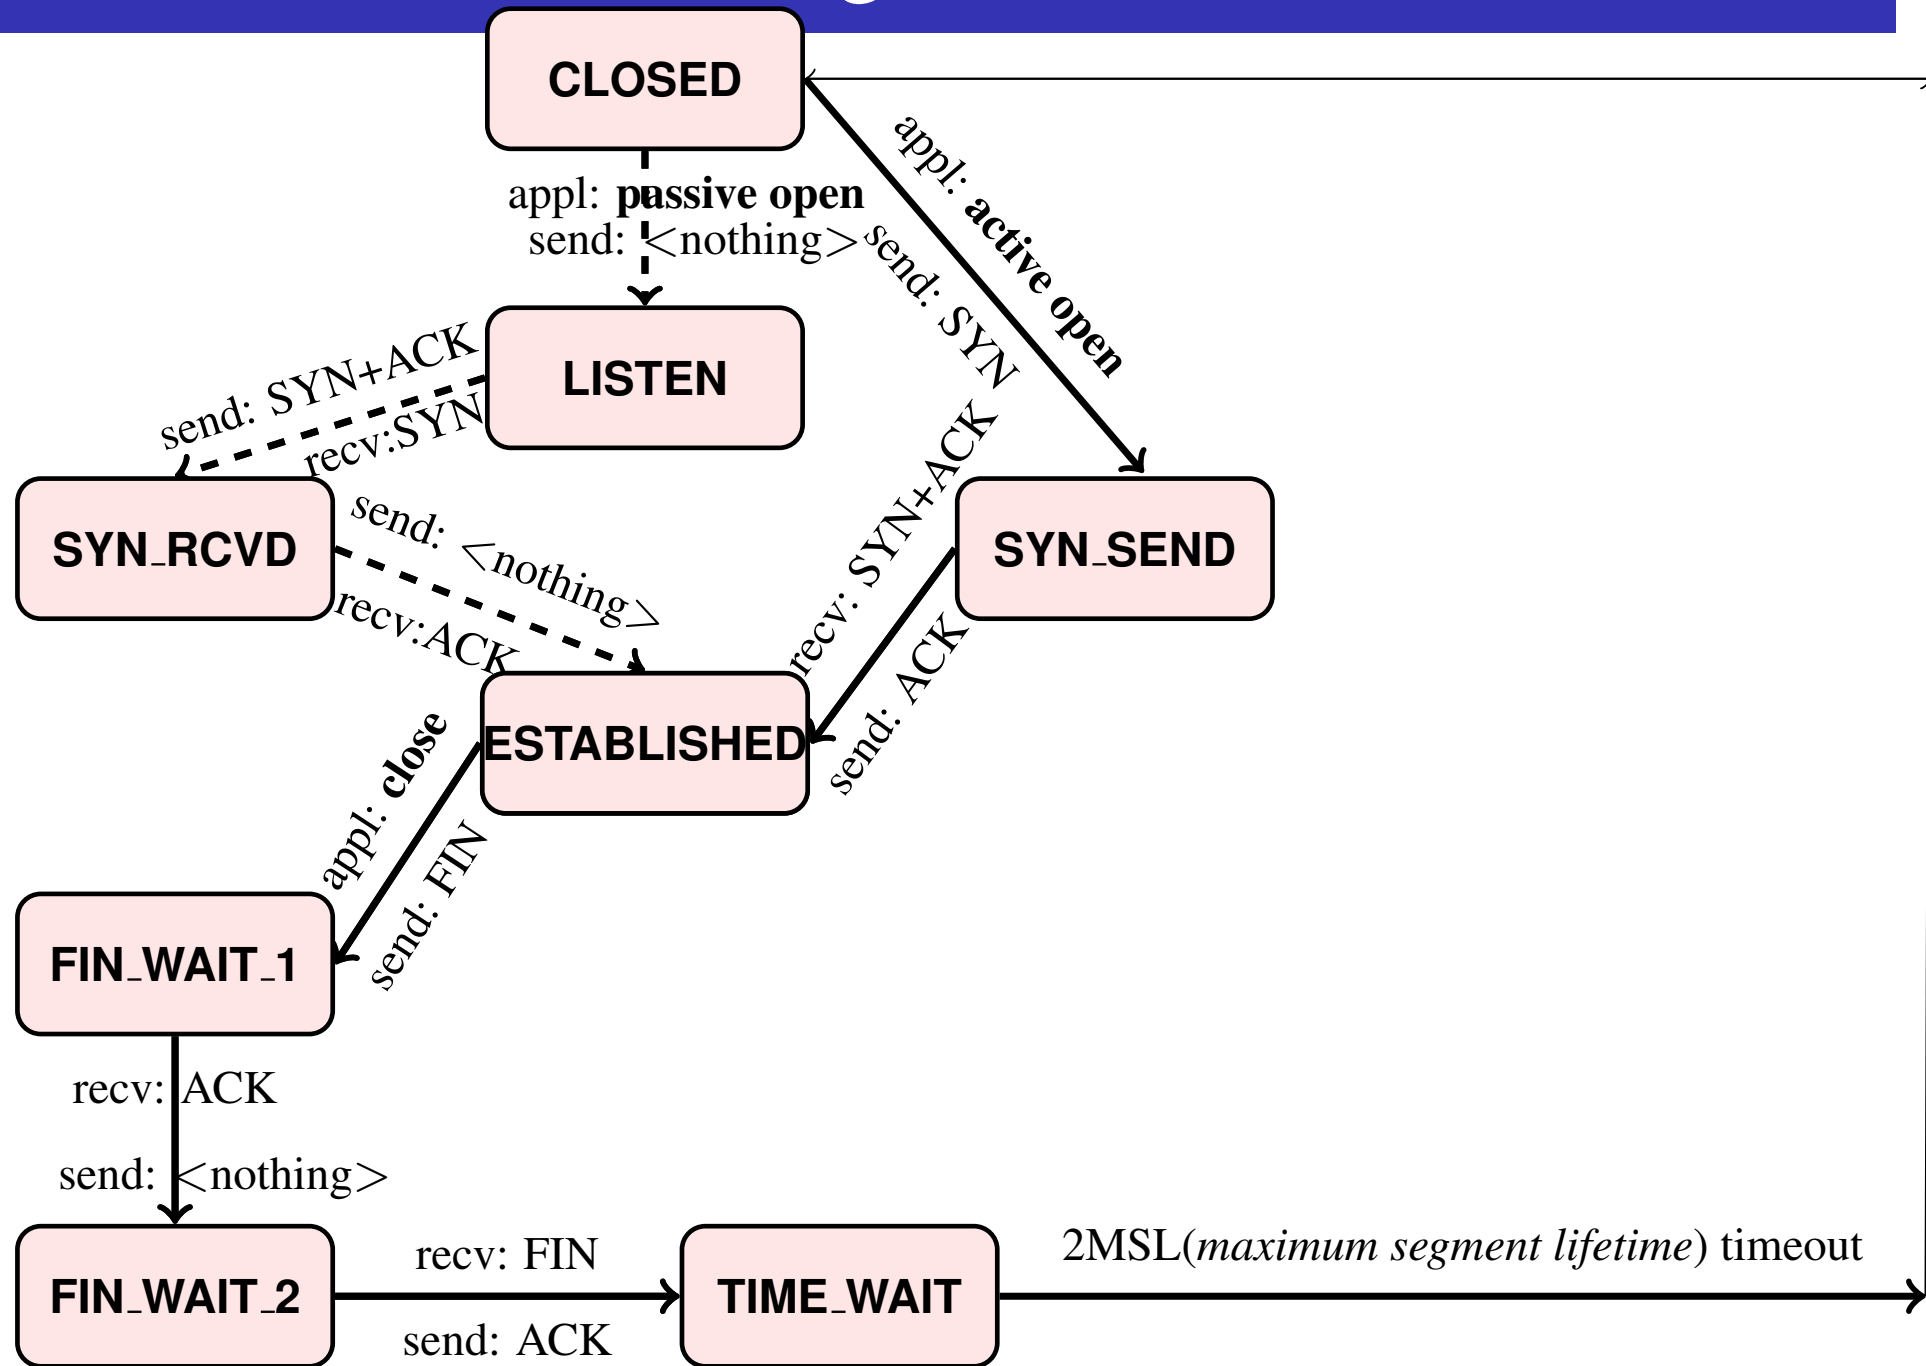 CLOSED
appl: passive open
send: <nothing>
appl: active open
send: SYN
LISTEN
send: SYN+ACK
recv:SYN
SYN_RCVD
send: <nothing>
recv:ACK
recv: SYN+ACK
send: ACK
SYN_SEND
ESTABLISHED
appl: close
send: FIN
FIN_WAIT_1
recv: ACK
send: <nothing>
FIN_WAIT_2
recv: FIN
send: ACK
TIME_WAIT
2MSL(maximum segment lifetime) timeout